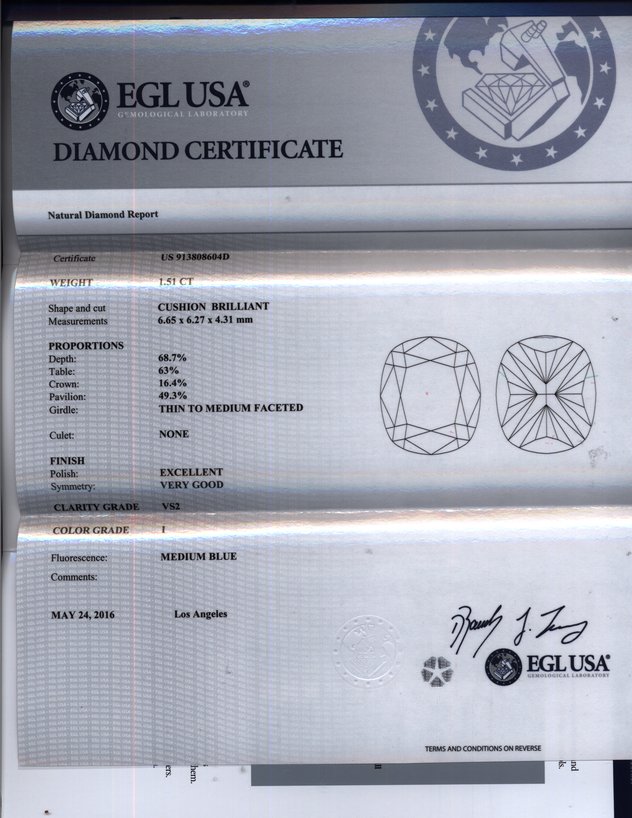 EGL USA®
GEMOLOGICAL LABORATORY
DIAMOND CERTIFICATE
Natural Diamond Report
Certificate US 913808604D
WEIGHT 1.51 CT
Shape and cut CUSHION BRILLIANT
Measurements 6.65 x 6.27 x 4.31 mm
PROPORTIONS
Depth: 68.7%
Table: 63%
Crown: 16.4%
Pavilion: 49.3%
Girdle: THIN TO MEDIUM FACETED
Culet: NONE
FINISH
Polish: EXCELLENT
Symmetry: VERY GOOD
CLARITY GRADE VS2
COLOR GRADE I
Fluorescence: MEDIUM BLUE
Comments:
MAY 24, 2016 Los Angeles
EGL USA®
GEMOLOGICAL LABORATORY
TERMS AND CONDITIONS ON REVERSE